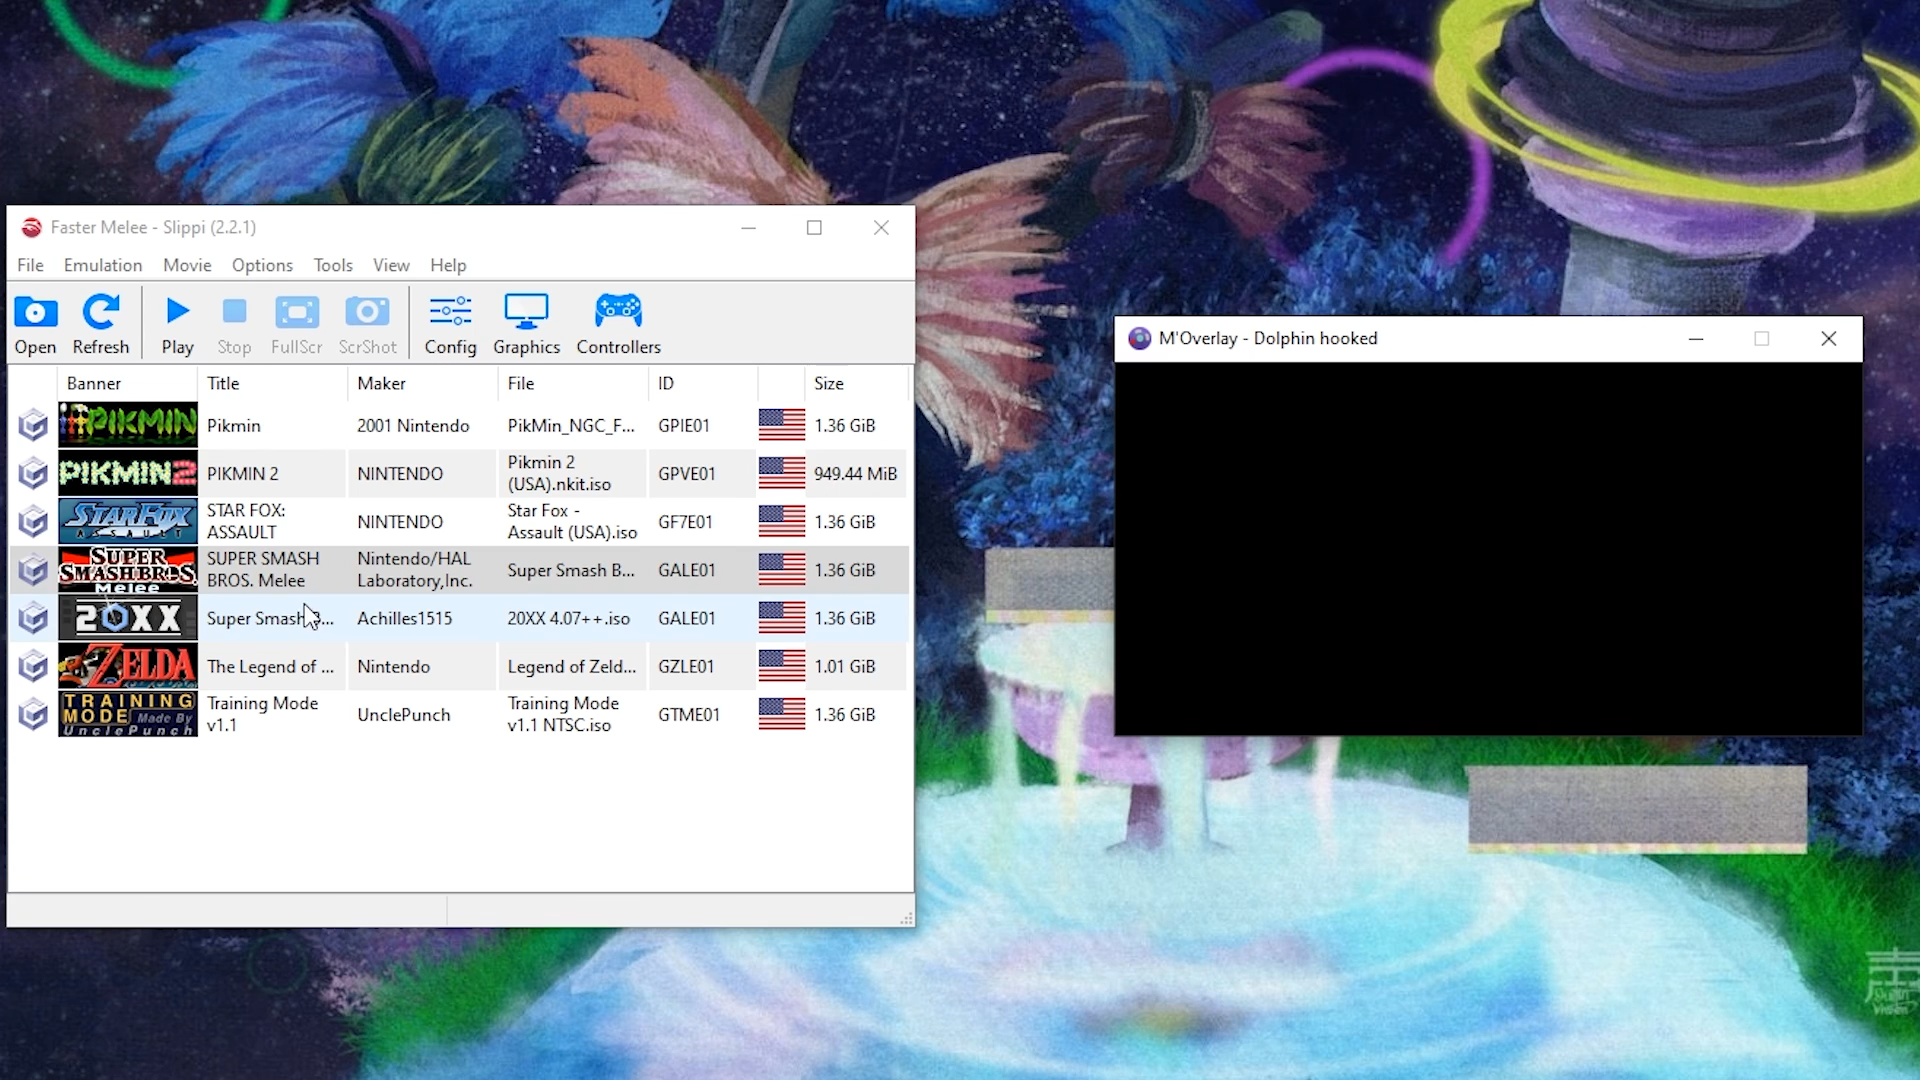 Faster Melee - Slippi (2.2.1)
File Emulation Movie Options Tools View Help
Open Refresh Play Stop FullScr ScrShot Config Graphics Controllers
Banner Title Maker File ID Size
PIKMIN Pikmin 2001 Nintendo PikMin_NGC_F... GPIE01 1.36 GiB
PIKMIN2 PIKMIN 2 NINTENDO Pikmin 2 (USA).nkit.iso GPVE01 949.44 MiB
STARFOX ASSAULT STAR FOX: ASSAULT NINTENDO Star Fox - Assault (USA).iso GF7E01 1.36 GiB
SUPER SMASH BROS. Melee SUPER SMASH BROS. Melee Nintendo/HAL Laboratory,Inc. Super Smash B... GALE01 1.36 GiB
20XX Super Smash ... Achilles1515 20XX 4.07++.iso GALE01 1.36 GiB
ZELDA The Legend of ... Nintendo Legend of Zeld... GZLE01 1.01 GiB
TRAINING MODE Made By UnclePunch Training Mode v1.1 UnclePunch Training Mode v1.1 NTSC.iso GTME01 1.36 GiB
M'Overlay - Dolphin hooked